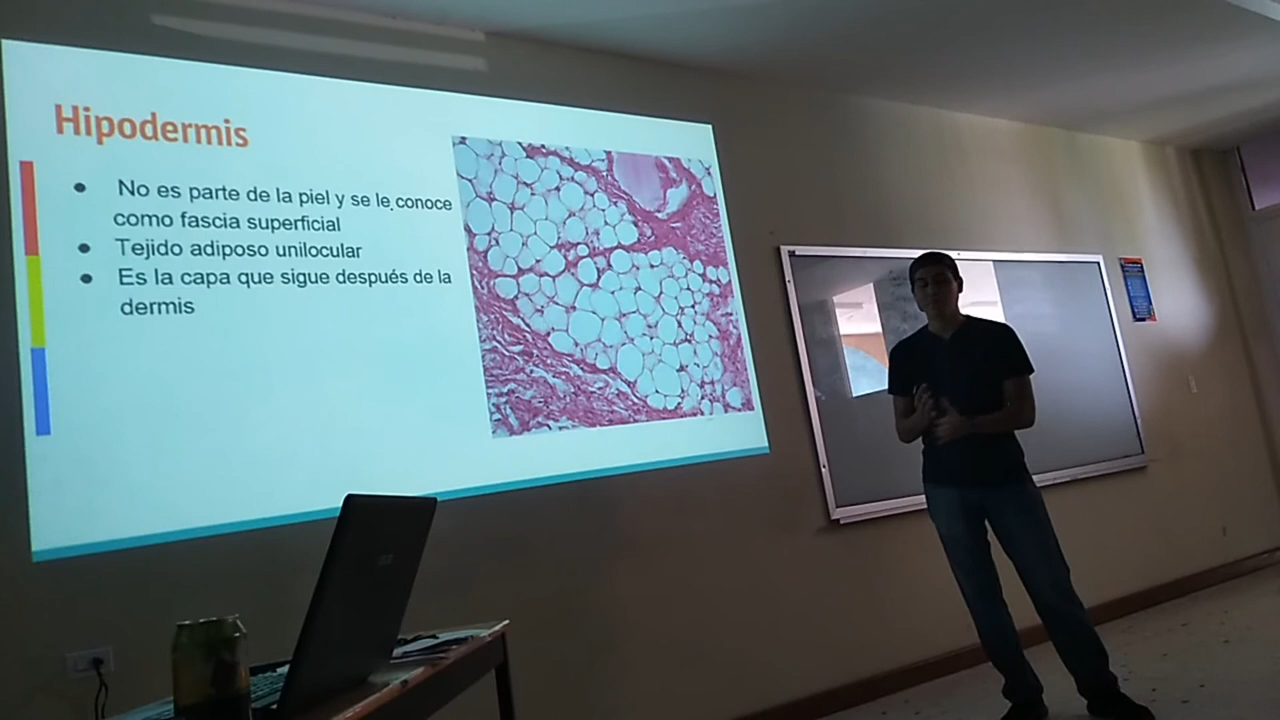 Hipodermis
● No es parte de la piel y se le conoce
como fascia superficial
● Tejido adiposo unilocular
● Es la capa que sigue después de la
dermis